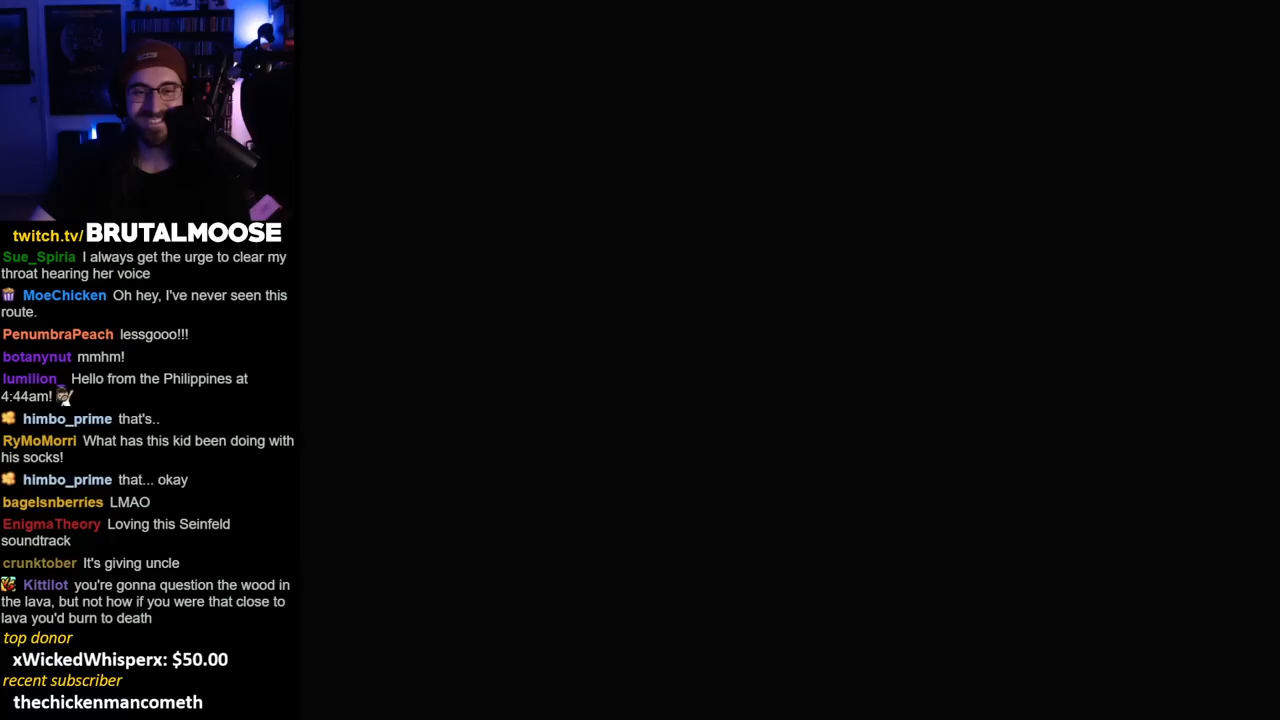 twitch.tv/BRUTALMOOSE
Sue_Spiria I always get the urge to clear my
throat hearing her voice
MoeChicken Oh hey, I've never seen this
route.
PenumbraPeach lessgooo!!!
botanynut mmhm!
lumilion_ Hello from the Philippines at
4:44am!
himbo_prime that's..
RyMoMorri What has this kid been doing with
his socks!
himbo_prime that... okay
bagelsnberries LMAO
EnigmaTheory Loving this Seinfeld
soundtrack
crunktober It's giving uncle
Kittilot you're gonna question the wood in
the lava, but not how if you were that close to
lava you'd burn to death
top donor
xWickedWhisperx: $50.00
recent subscriber
thechickenmancometh